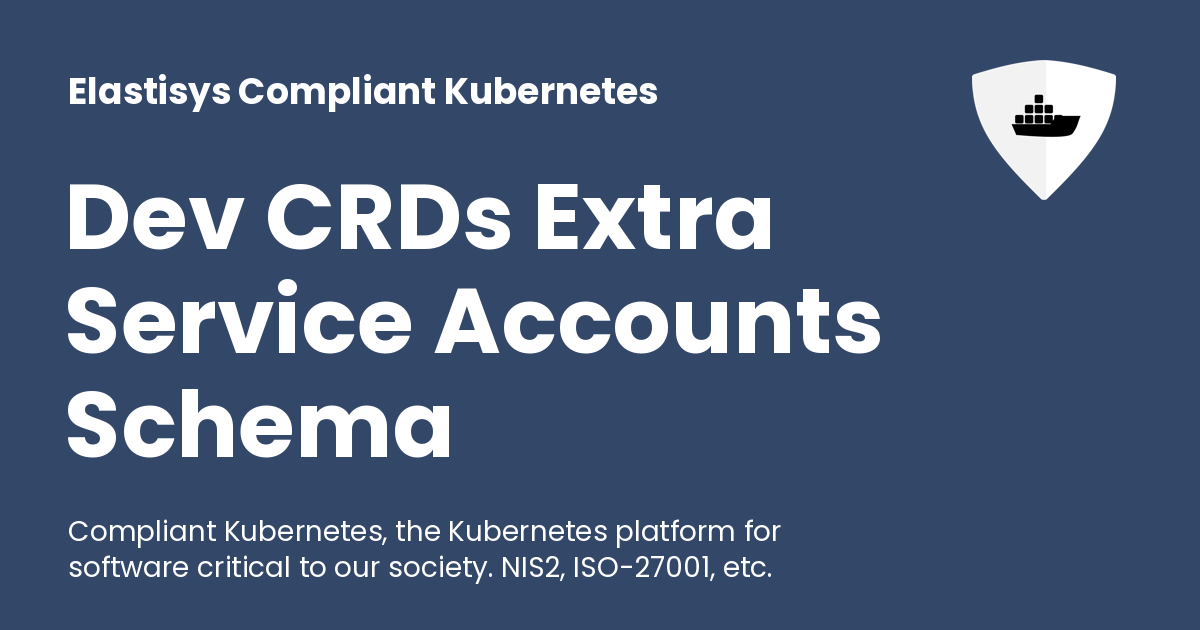 Elastisys Compliant Kubernetes
Dev CRDs Extra
Service Accounts
Schema
Compliant Kubernetes, the Kubernetes platform for
software critical to our society. NIS2, ISO-27001, etc.